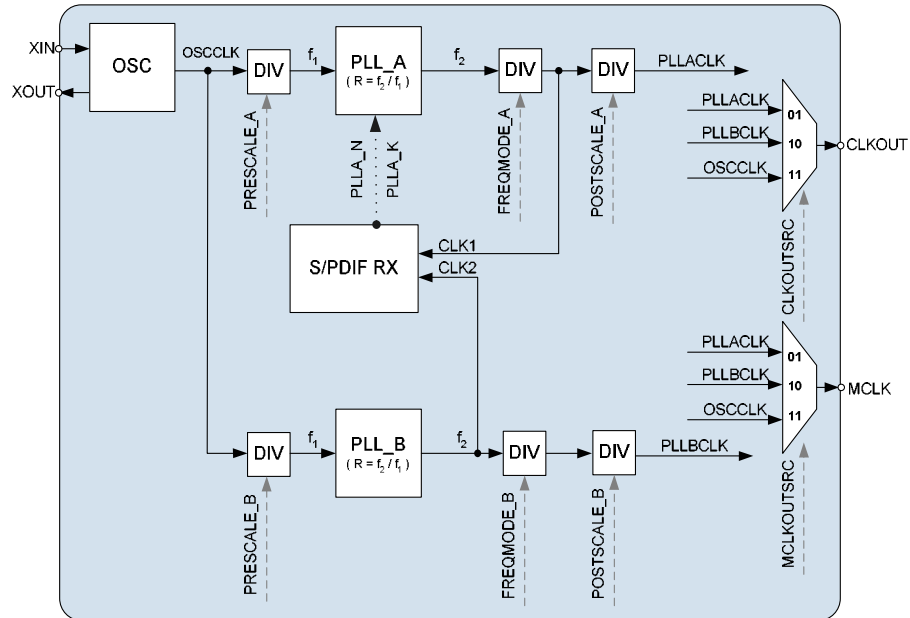 XIN
XOUT
OSC
OSCCLK
DIV
f1
PLL_A
( R = f2 / f1 )
f2
DIV
DIV
PLLACLK
PRESCALE_A
PLLA_N
PLLA_K
FREQMODE_A
POSTSCALE_A
PLLACLK
01
PLLBCLK
10
OSCCLK
11
CLKOUT
CLKOUTSRC
S/PDIF RX
CLK1
CLK2
PLLACLK
01
PLLBCLK
10
OSCCLK
11
MCLK
MCLKOUTSRC
DIV
f1
PLL_B
( R = f2 / f1 )
f2
DIV
DIV
PLLBCLK
PRESCALE_B
FREQMODE_B
POSTSCALE_B